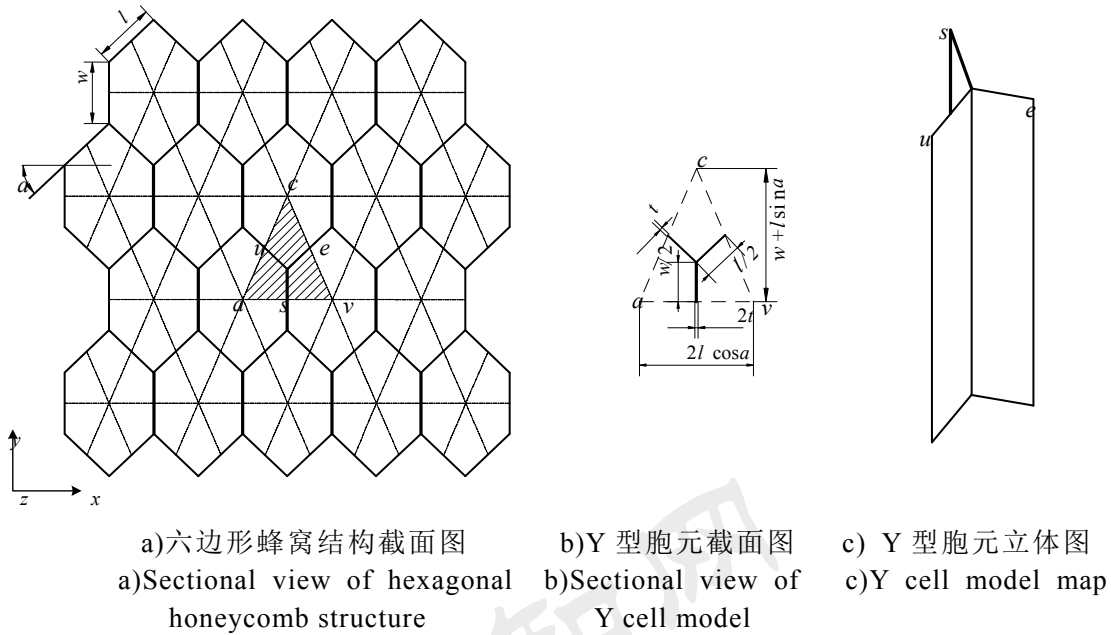 l
w
a
c
u
e
a
s
v
y
z
x
c
t
w/2
l/2
w+lsina
a
v
2t
2l cosa
s
u
e
a)六边形蜂窝结构截面图
b)Y 型胞元截面图
c) Y 型胞元立体图
a)Sectional view of hexagonal
honeycomb structure
b)Sectional view of
Y cell model
c)Y cell model map